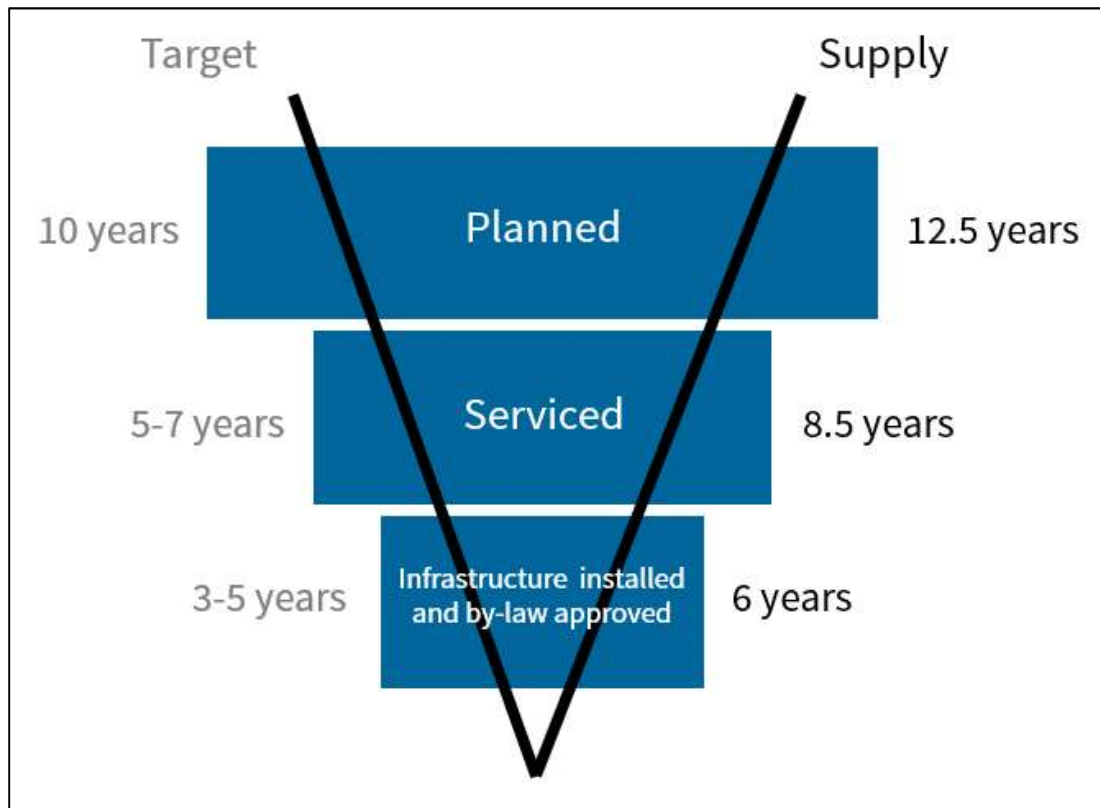 Target
Supply
10 years
Planned
12.5 years
5-7 years
Serviced
8.5 years
3-5 years
Infrastructure installed
and by-law approved
6 years